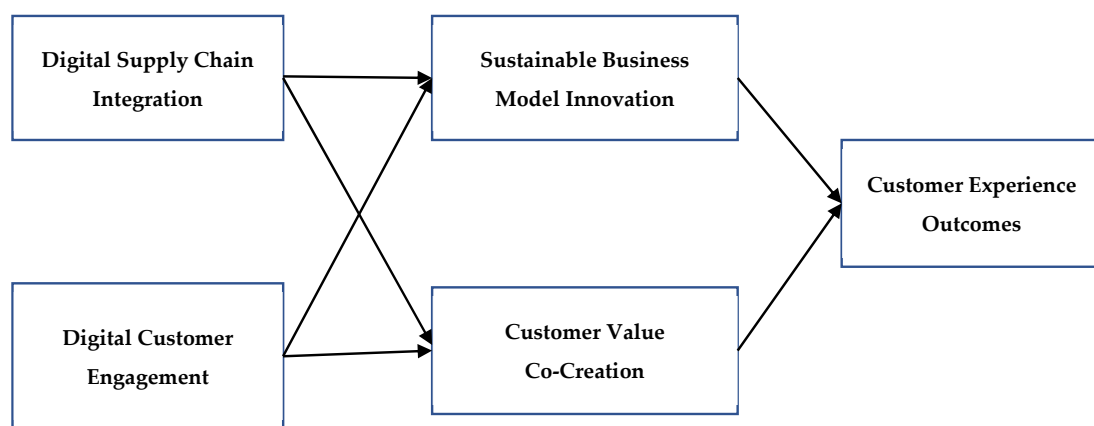 Digital Supply Chain
Integration
Sustainable Business
Model Innovation
Customer Experience
Outcomes
Digital Customer
Engagement
Customer Value
Co-Creation